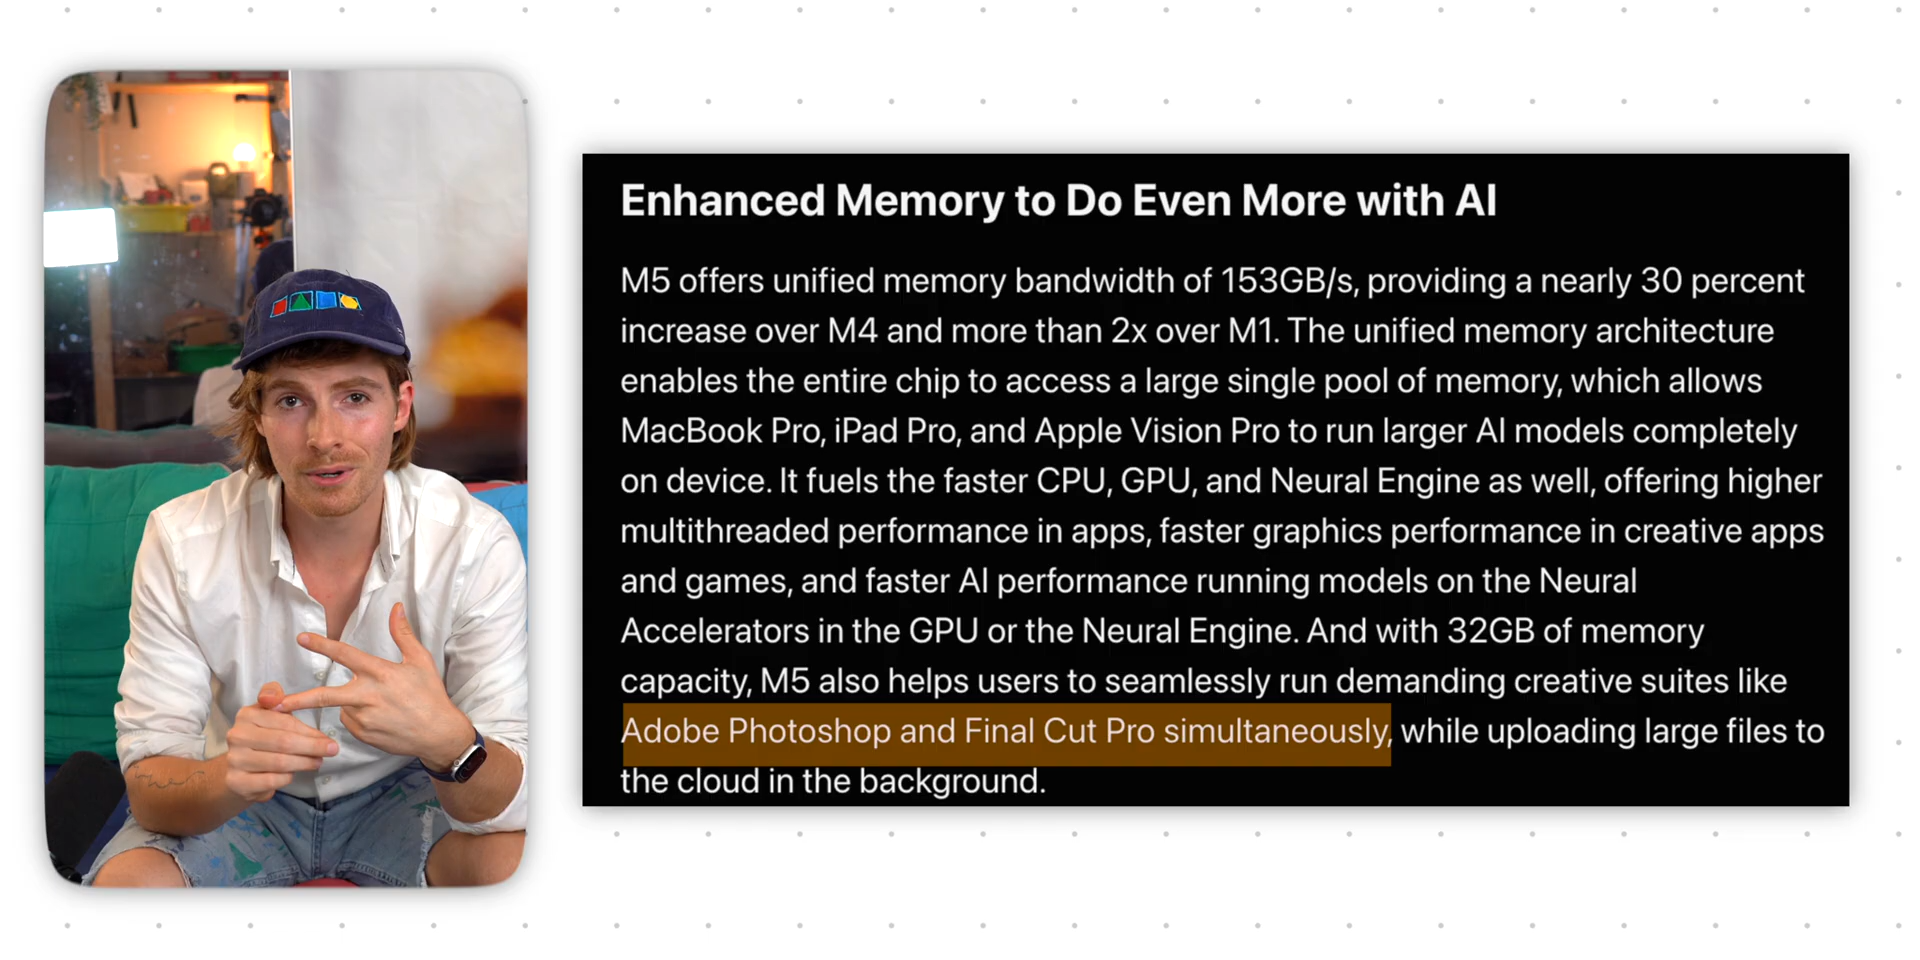 Enhanced Memory to Do Even More with AI
M5 offers unified memory bandwidth of 153GB/s, providing a nearly 30 percent
increase over M4 and more than 2x over M1. The unified memory architecture
enables the entire chip to access a large single pool of memory, which allows
MacBook Pro, iPad Pro, and Apple Vision Pro to run larger AI models completely
on device. It fuels the faster CPU, GPU, and Neural Engine as well, offering higher
multithreaded performance in apps, faster graphics performance in creative apps
and games, and faster AI performance running models on the Neural
Accelerators in the GPU or the Neural Engine. And with 32GB of memory
capacity, M5 also helps users to seamlessly run demanding creative suites like
Adobe Photoshop and Final Cut Pro simultaneously, while uploading large files to
the cloud in the background.